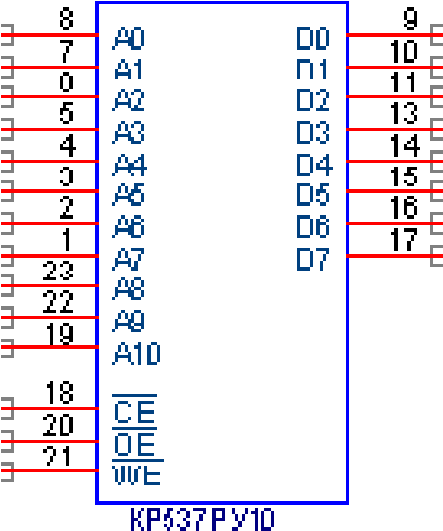 8 A0 D0 9
7 A1 D1 10
6 A2 D2 11
5 A3 D3 13
4 A4 D4 14
3 A5 D5 15
2 A6 D6 16
1 A7 D7 17
23 A8
22 A9
19 A10
18 CE
20 OE
21 WE
КР537РУ10